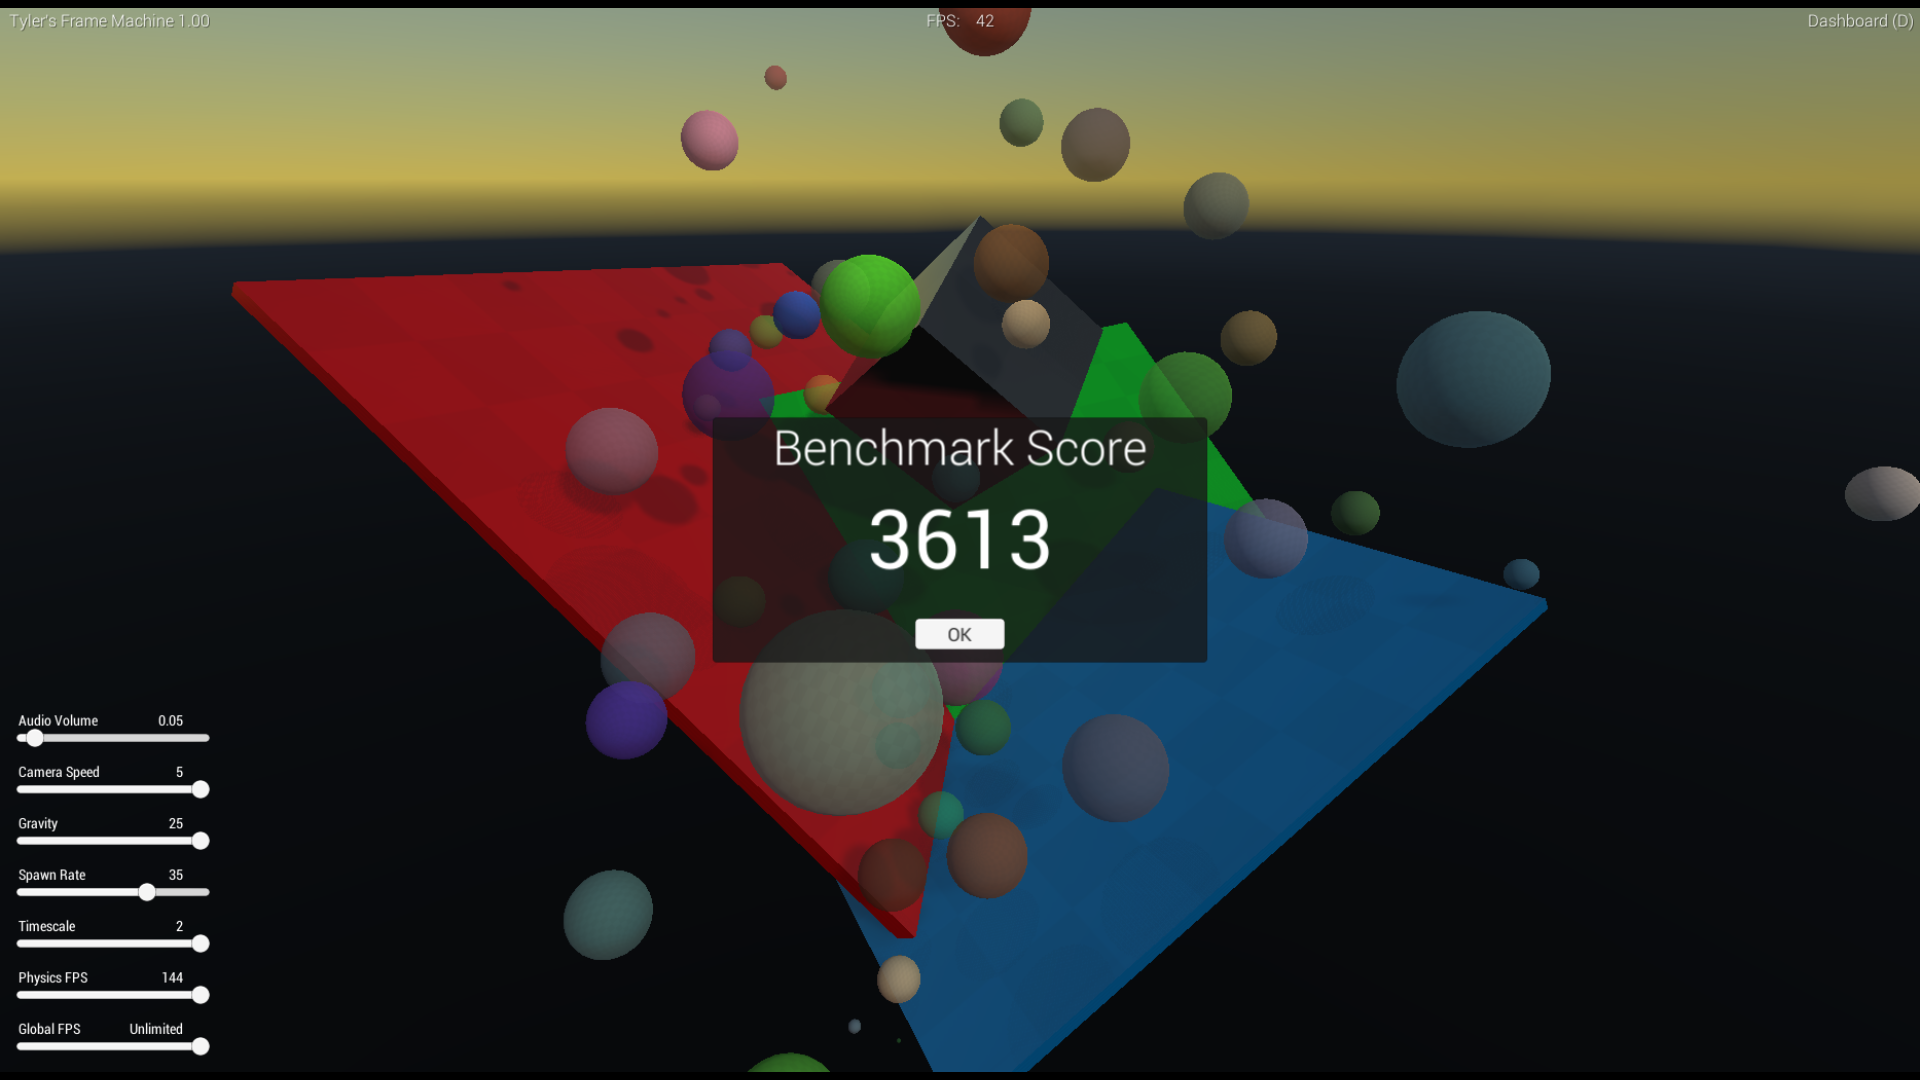 Tyler's Frame Machine 1.00
FPS: 42
Dashboard (D)
Benchmark Score
3613
OK
Audio Volume 0.05
Camera Speed 5
Gravity 25
Spawn Rate 35
Timescale 2
Physics FPS 144
Global FPS Unlimited